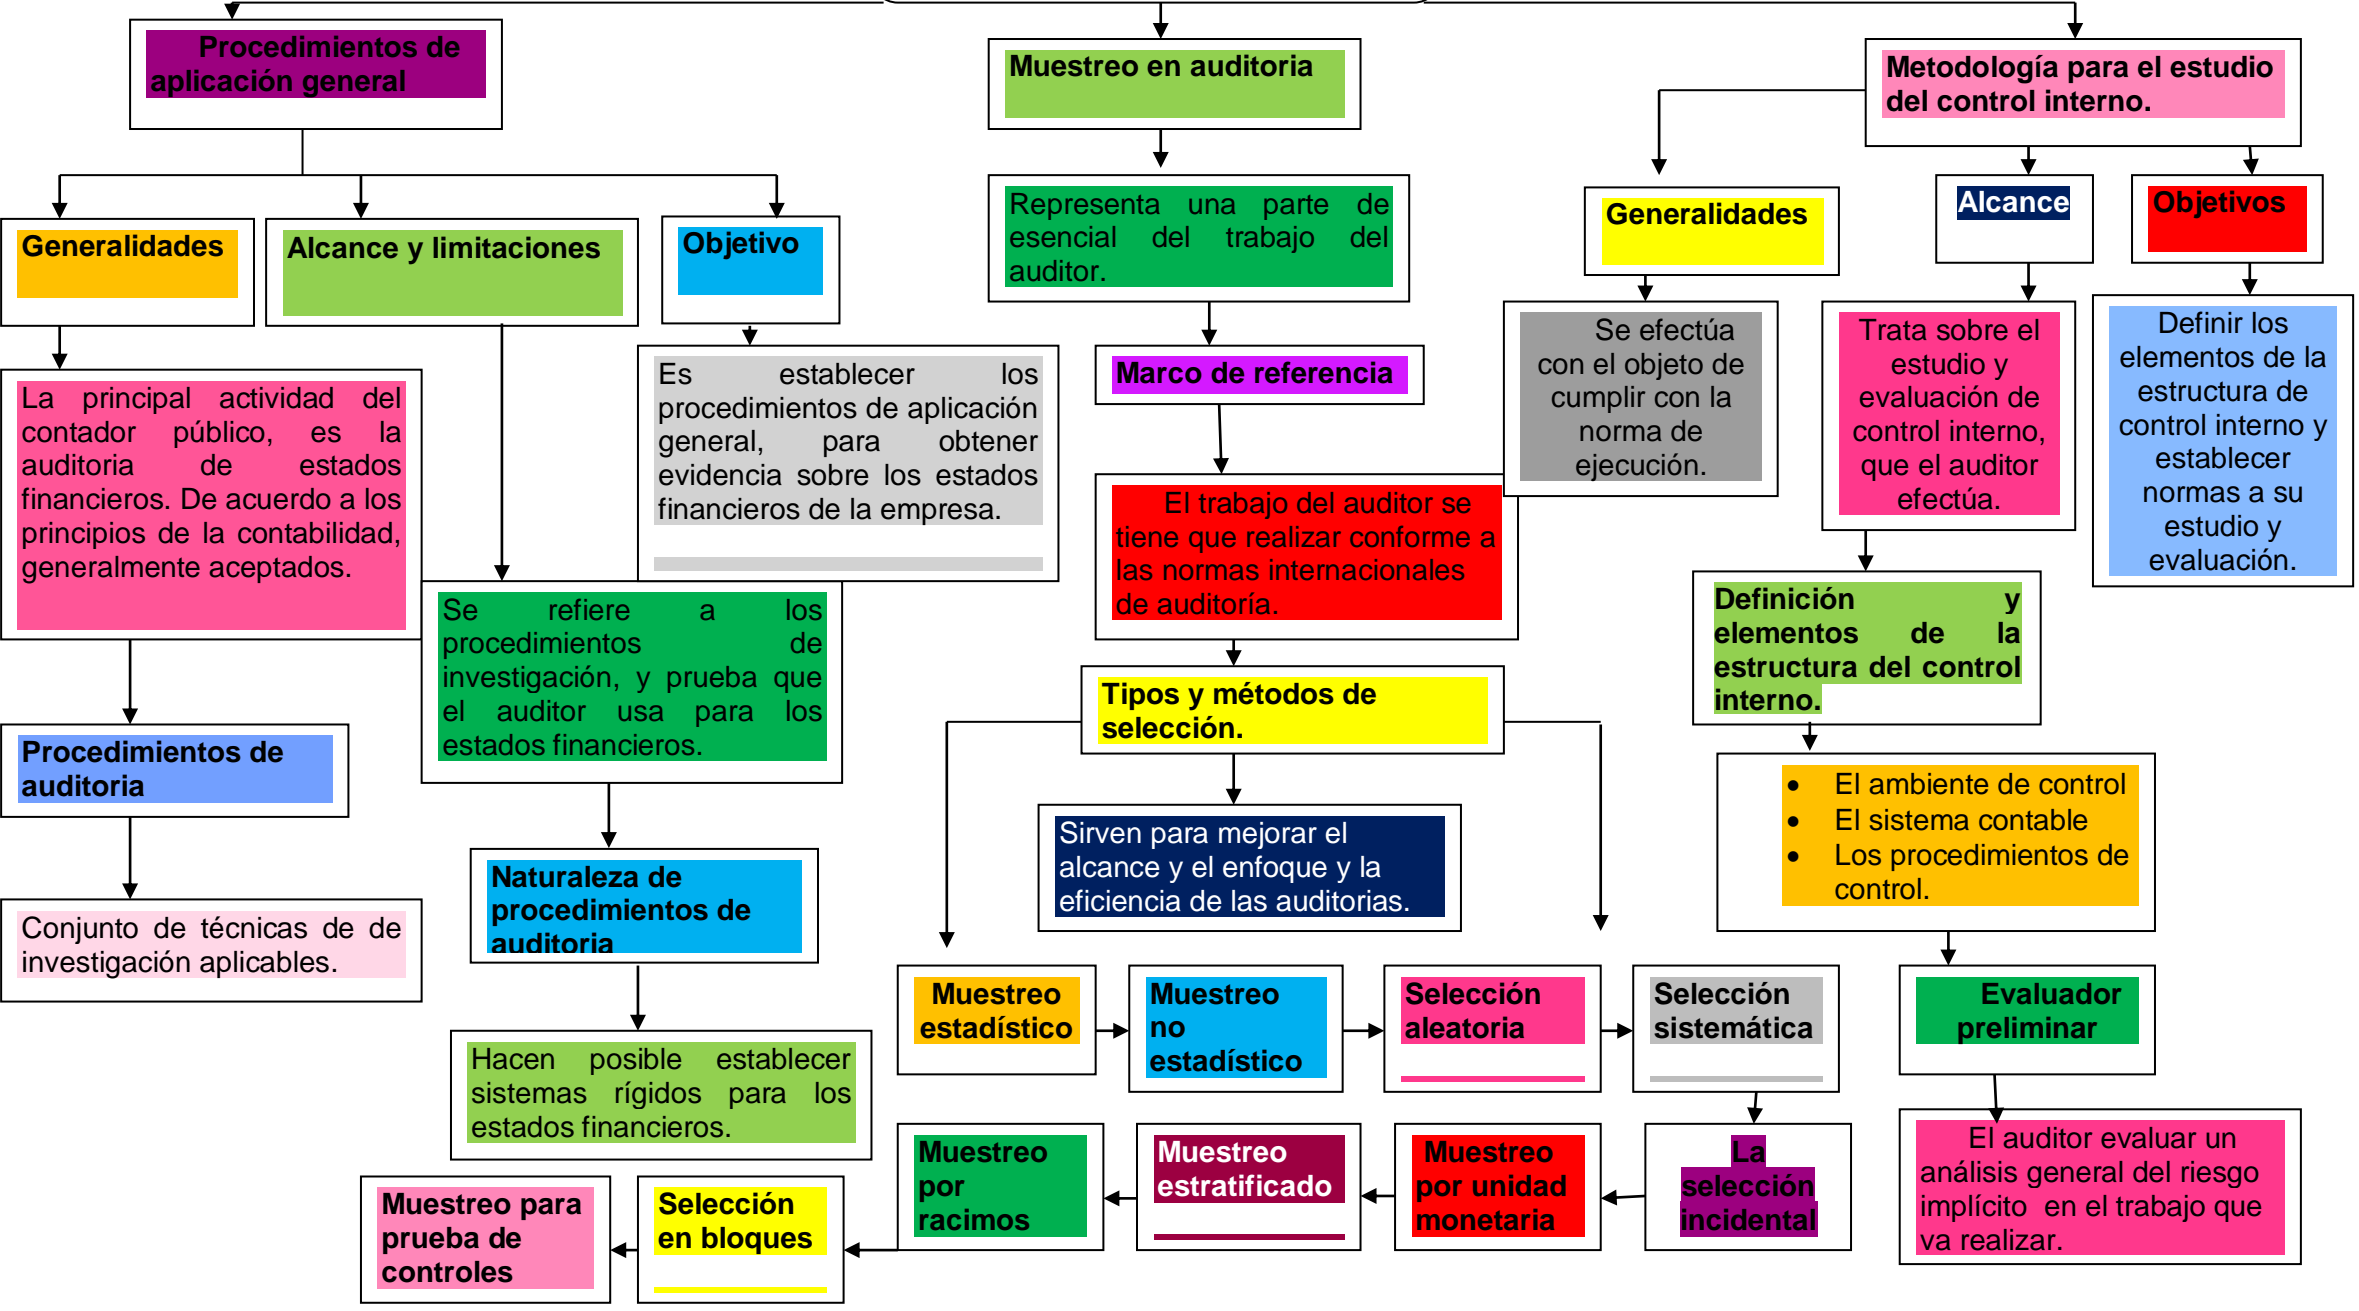 Procedimientos de
aplicación general
Muestreo en auditoria
Metodología para el estudio
del control interno.
Generalidades
Alcance y limitaciones
Objetivo
Representa una parte de
esencial del trabajo del
auditor.
Generalidades
Alcance
Objetivos
La principal actividad del
contador público, es la
auditoria de estados
financieros. De acuerdo a los
principios de la contabilidad,
generalmente aceptados.
Es establecer los
procedimientos de aplicación
general, para obtener
evidencia sobre los estados
financieros de la empresa.
Marco de referencia
Se efectúa
con el objeto de
cumplir con la
norma de
ejecución.
Trata sobre el
estudio y
evaluación de
control interno,
que el auditor
efectúa.
Definir los
elementos de la
estructura de
control interno y
establecer
normas a su
estudio y
evaluación.
El trabajo del auditor se
tiene que realizar conforme a
las normas internacionales
de auditoría.
Se refiere a los
procedimientos de
investigación, y prueba que
el auditor usa para los
estados financieros.
Definición y
elementos de la
estructura del control
interno.
Tipos y métodos de
selección.
Procedimientos de
auditoria
Sirven para mejorar el
alcance y el enfoque y la
eficiencia de las auditorias.
• El ambiente de control
• El sistema contable
• Los procedimientos de
control.
Naturaleza de
procedimientos de
auditoria
Conjunto de técnicas de de
investigación aplicables.
Muestreo
estadístico
Muestreo
no
estadístico
Selección
aleatoria
Selección
sistemática
Evaluador
preliminar
Hacen posible establecer
sistemas rígidos para los
estados financieros.
Muestreo
por
racimos
Muestreo
estratificado
Muestreo
por unidad
monetaria
La
selección
incidental
El auditor evaluar un
análisis general del riesgo
implícito en el trabajo que
va realizar.
Muestreo para
prueba de
controles
Selección
en bloques